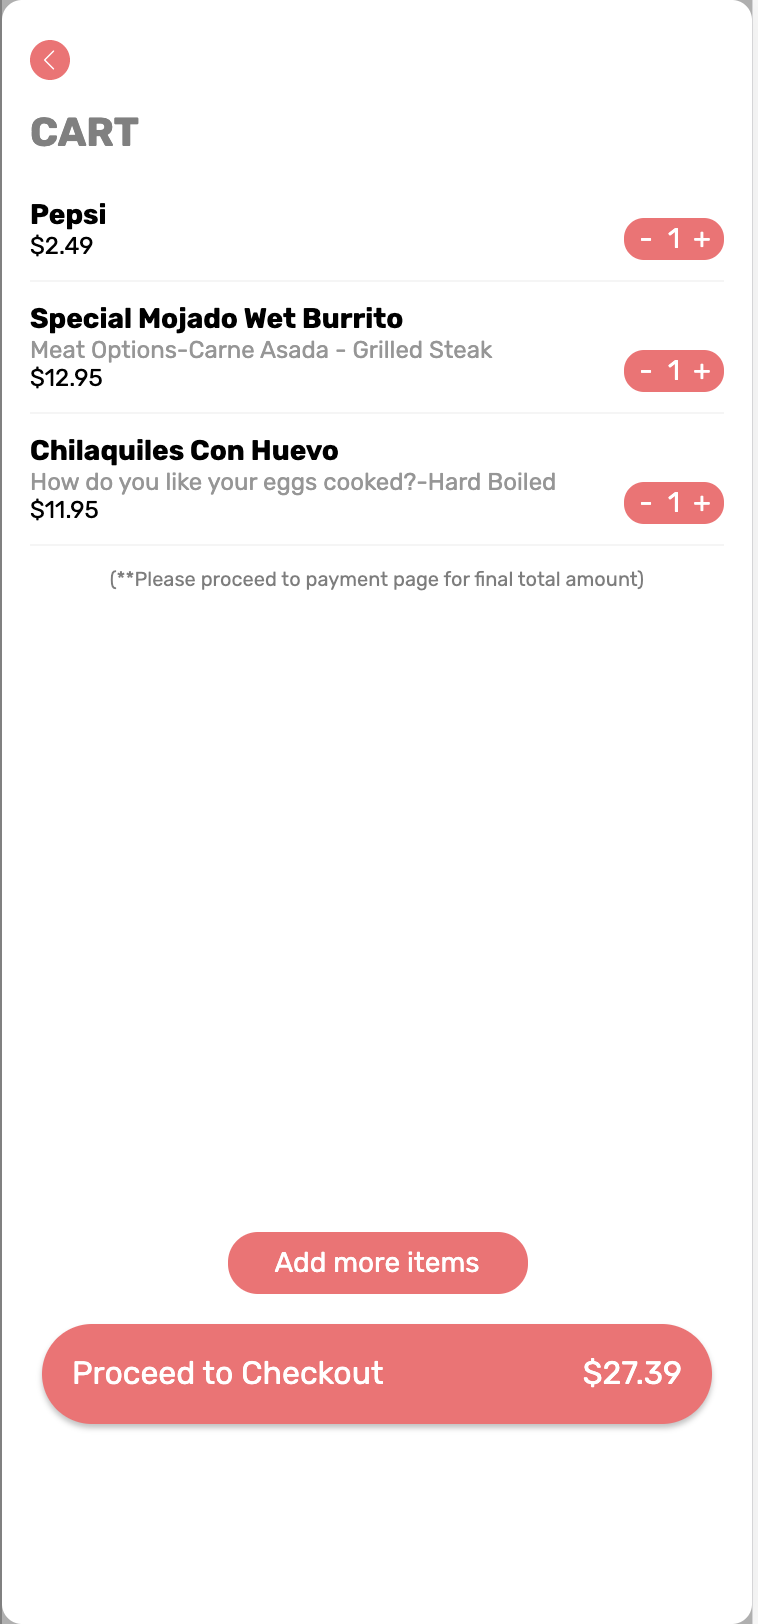 CART
Pepsi
$2.49
- 1 +
Special Mojado Wet Burrito
Meat Options-Carne Asada - Grilled Steak
$12.95
- 1 +
Chilaquiles Con Huevo
How do you like your eggs cooked?-Hard Boiled
$11.95
- 1 +
(**Please proceed to payment page for final total amount)
Add more items
Proceed to Checkout $27.39